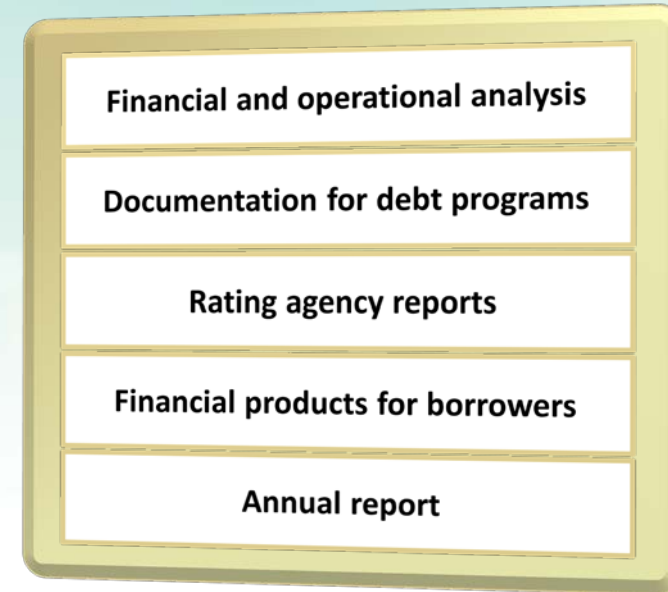 Financial and operational analysis
Documentation for debt programs
Rating agency reports
Financial products for borrowers
Annual report